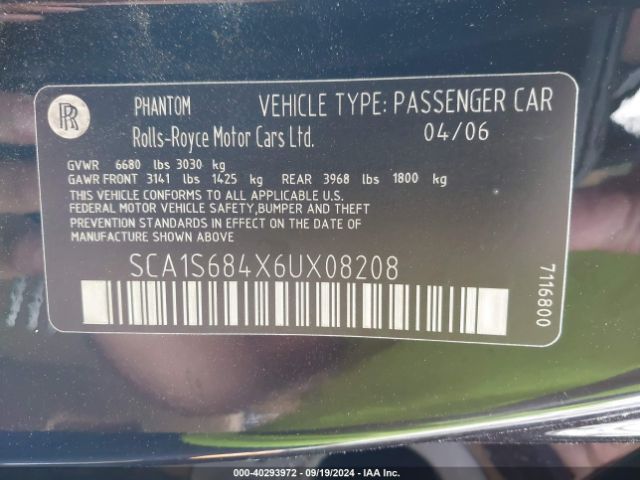 RR
PHANTOM VEHICLE TYPE: PASSENGER CAR
Rolls-Royce Motor Cars Ltd. 04/06
GVWR 6680 lbs 3030 kg
GAWR FRONT 3141 lbs 1425 kg REAR 3968 lbs 1800 kg
THIS VEHICLE CONFORMS TO ALL APPLICABLE U.S.
FEDERAL MOTOR VEHICLE SAFETY,BUMPER AND THEFT
PREVENTION STANDARDS IN EFFECT ON THE DATE OF
MANUFACTURE SHOWN ABOVE.
SCA1S684X6UX08208
7116800
000-40293972 - 09/19/2024 - IAA Inc.